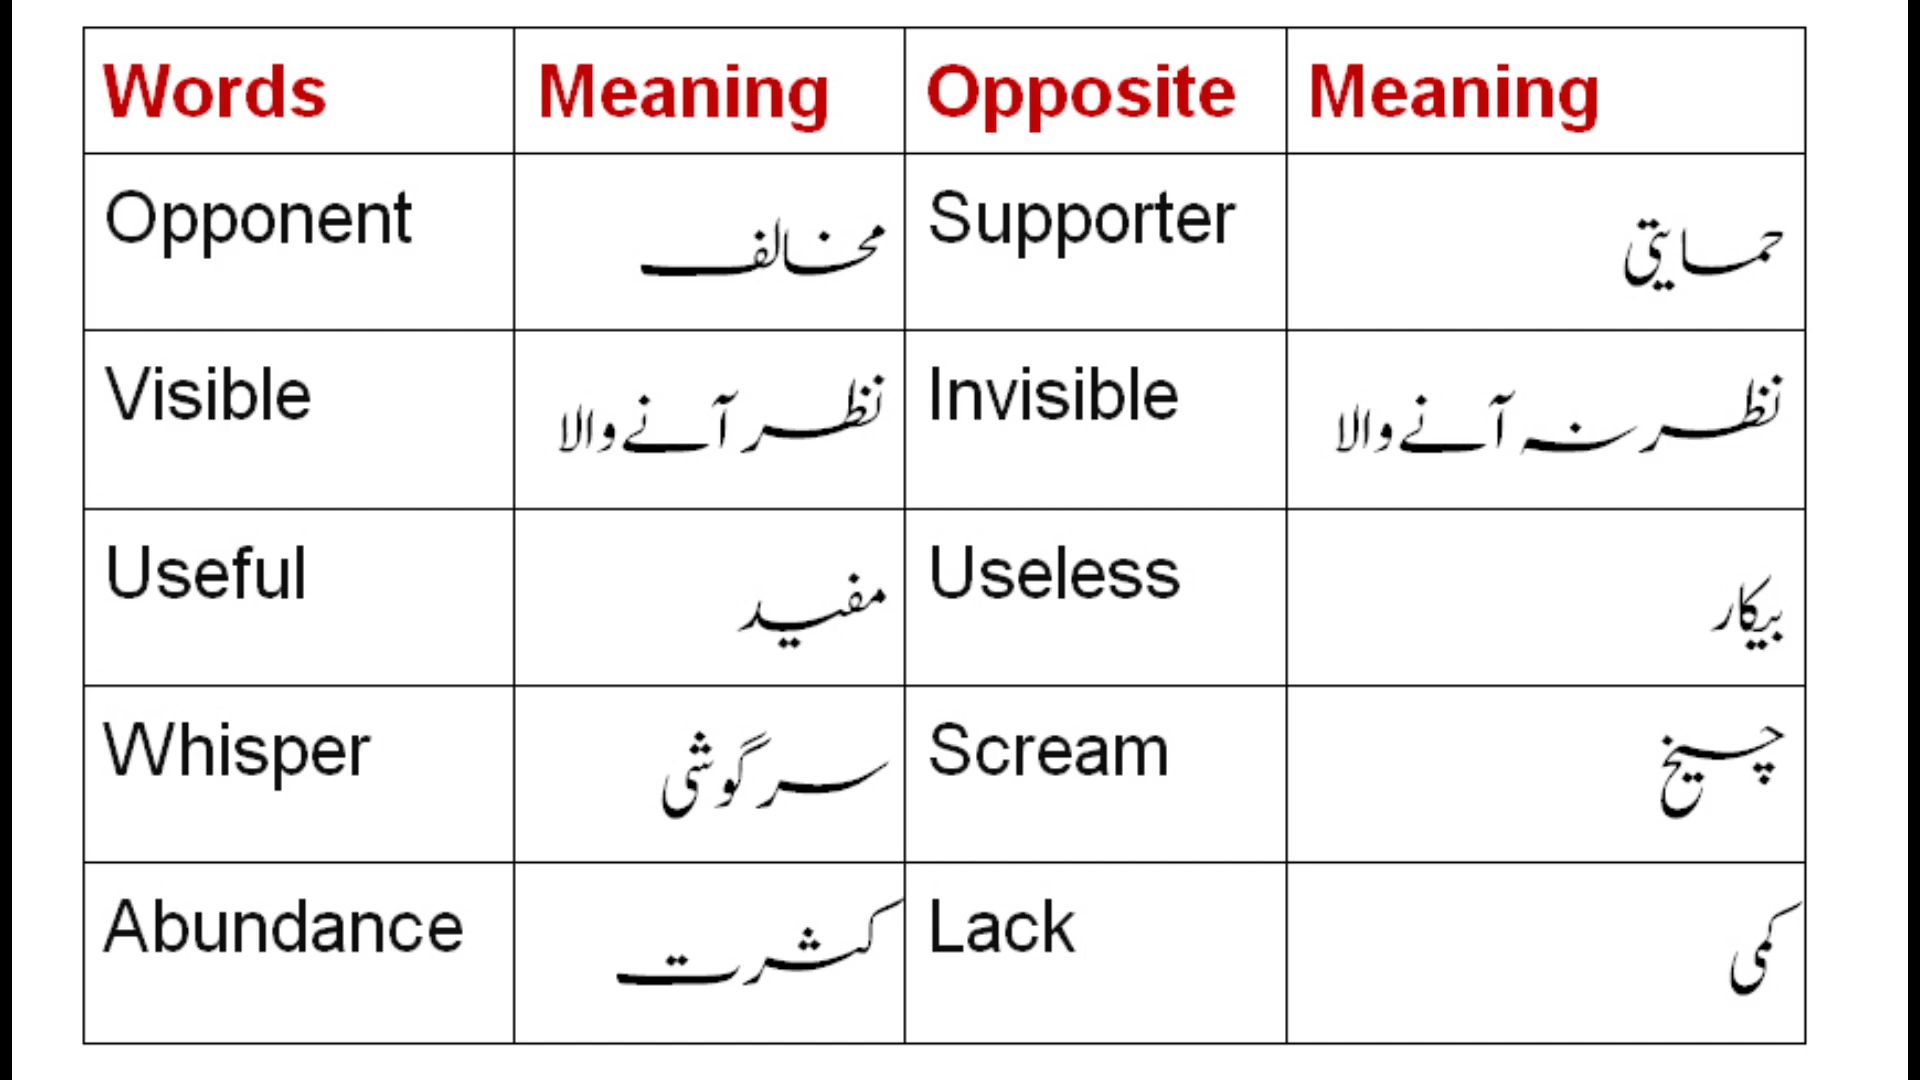 Words Meaning Opposite Meaning
Opponent مخالف Supporter حمایتی
Visible نظر آنے والا Invisible نظر نہ آنے والا
Useful مفید Useless بیکار
Whisper سرگوشی Scream چیخ
Abundance کثرت Lack کمی